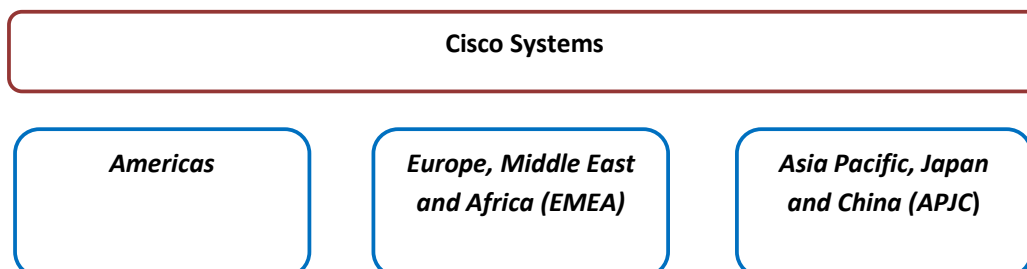 Cisco Systems
Americas
Europe, Middle East
and Africa (EMEA)
Asia Pacific, Japan
and China (APJC)